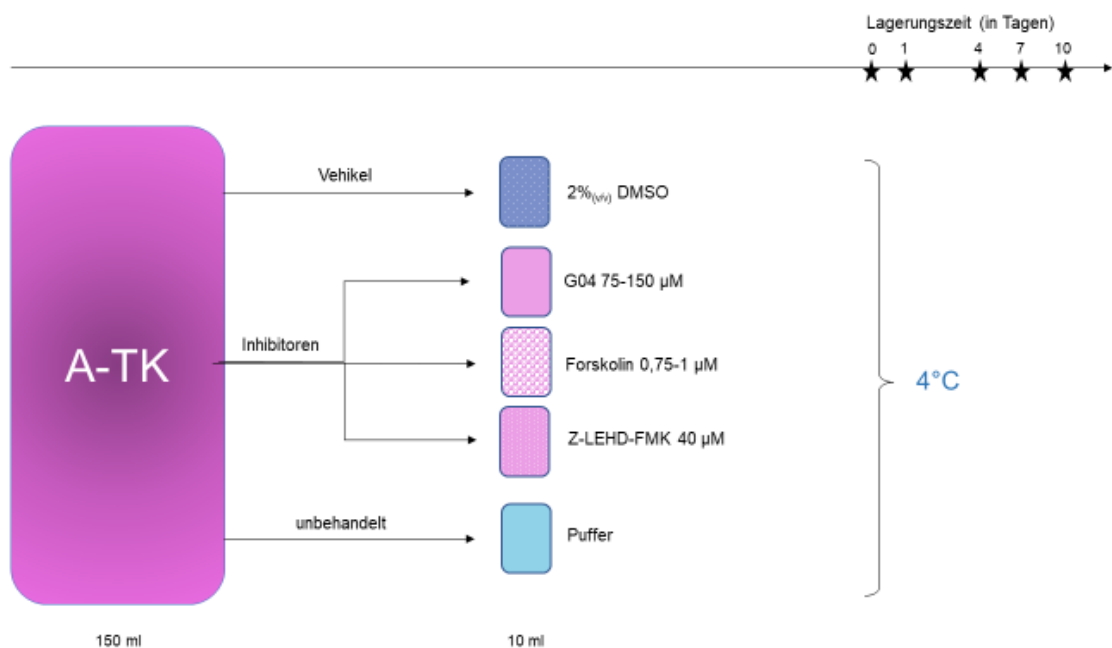 Lagerungszeit (in Tagen)
0 1 4 7 10
Vehikel
2%(v/v) DMSO
G04 75-150 µM
Inhibitoren
A-TK
Forskolin 0,75-1 µM
4°C
Z-LEHD-FMK 40 µM
unbehandelt
Puffer
150 ml
10 ml